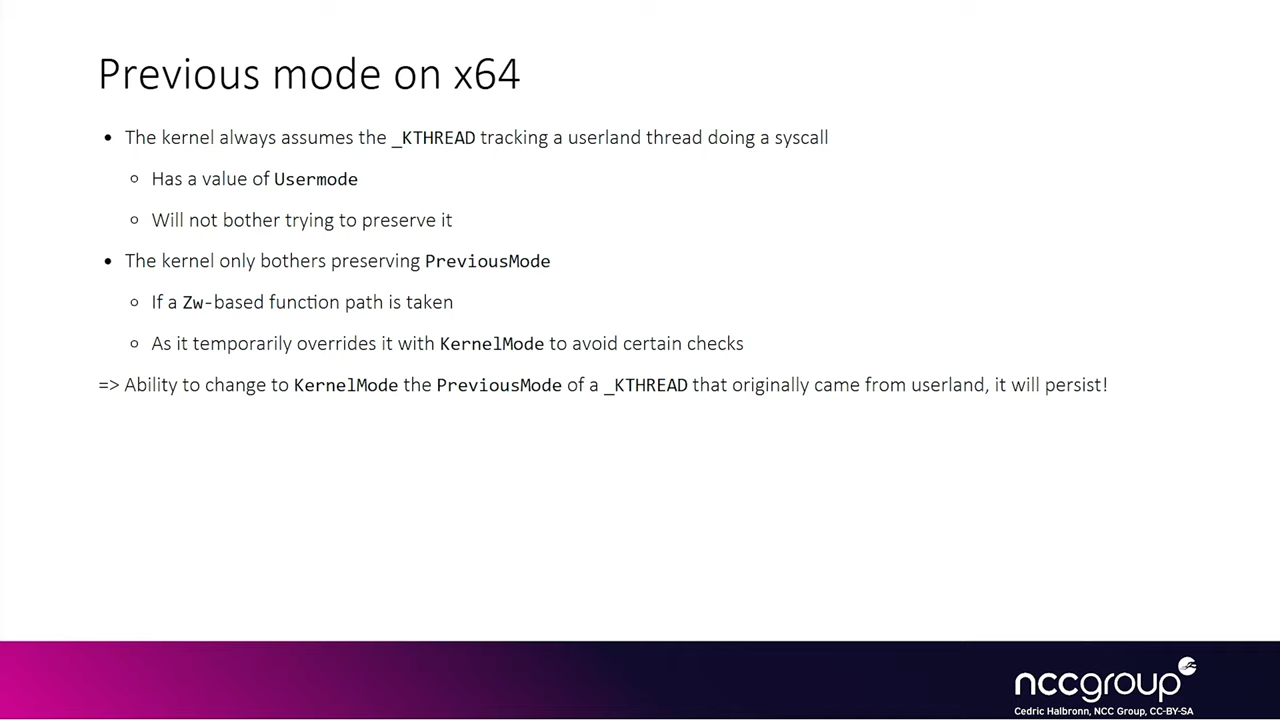 Previous mode on x64
• The kernel always assumes the _KTHREAD tracking a userland thread doing a syscall
○ Has a value of Usermode
○ Will not bother trying to preserve it
• The kernel only bothers preserving PreviousMode
○ If a Zw-based function path is taken
○ As it temporarily overrides it with KernelMode to avoid certain checks
=> Ability to change to KernelMode the PreviousMode of a _KTHREAD that originally came from userland, it will persist!
nccgroup
Cedric Halbronn, NCC Group, CC-BY-SA